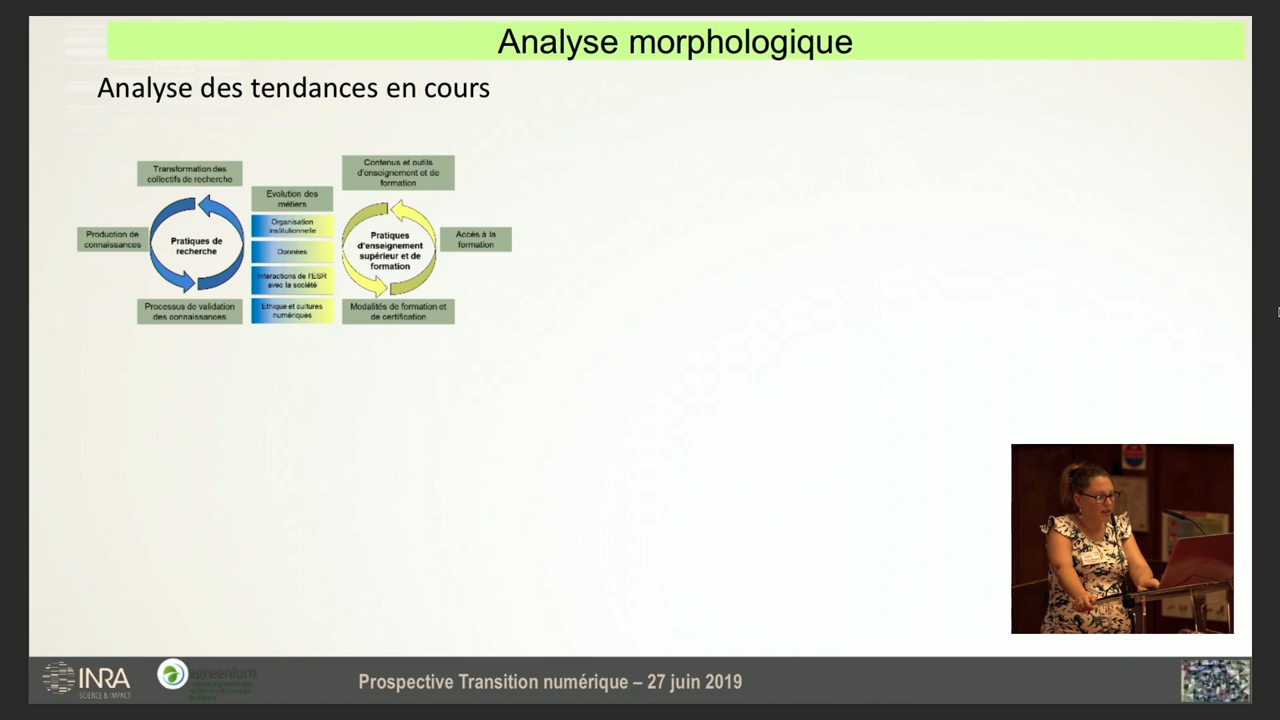 Analyse morphologique
Analyse des tendances en cours
Transformation des
collectifs de recherche
Contenus et outils
d'enseignement et de
formation
Evolution des
métiers
Production de
connaissances
Pratiques de
recherche
Organisation
institutionnelle
Données
Interactions de l'ESR
avec la société
Ethique et cultures
numériques
Pratiques
d'enseignement
supérieur et de
formation
Accès à la
formation
Processus de validation
des connaissances
Modalités de formation et
de certification
INRA
SCIENCE & IMPACT
agreenium
Prospective Transition numérique – 27 juin 2019